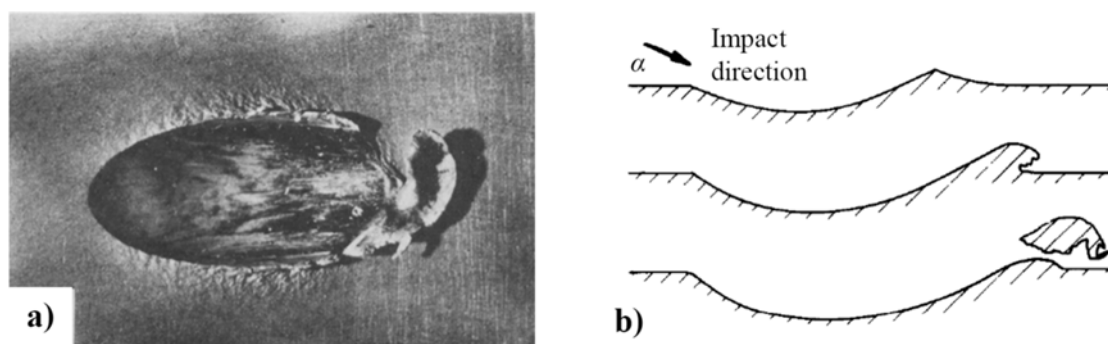 a)
α
Impact
direction
b)